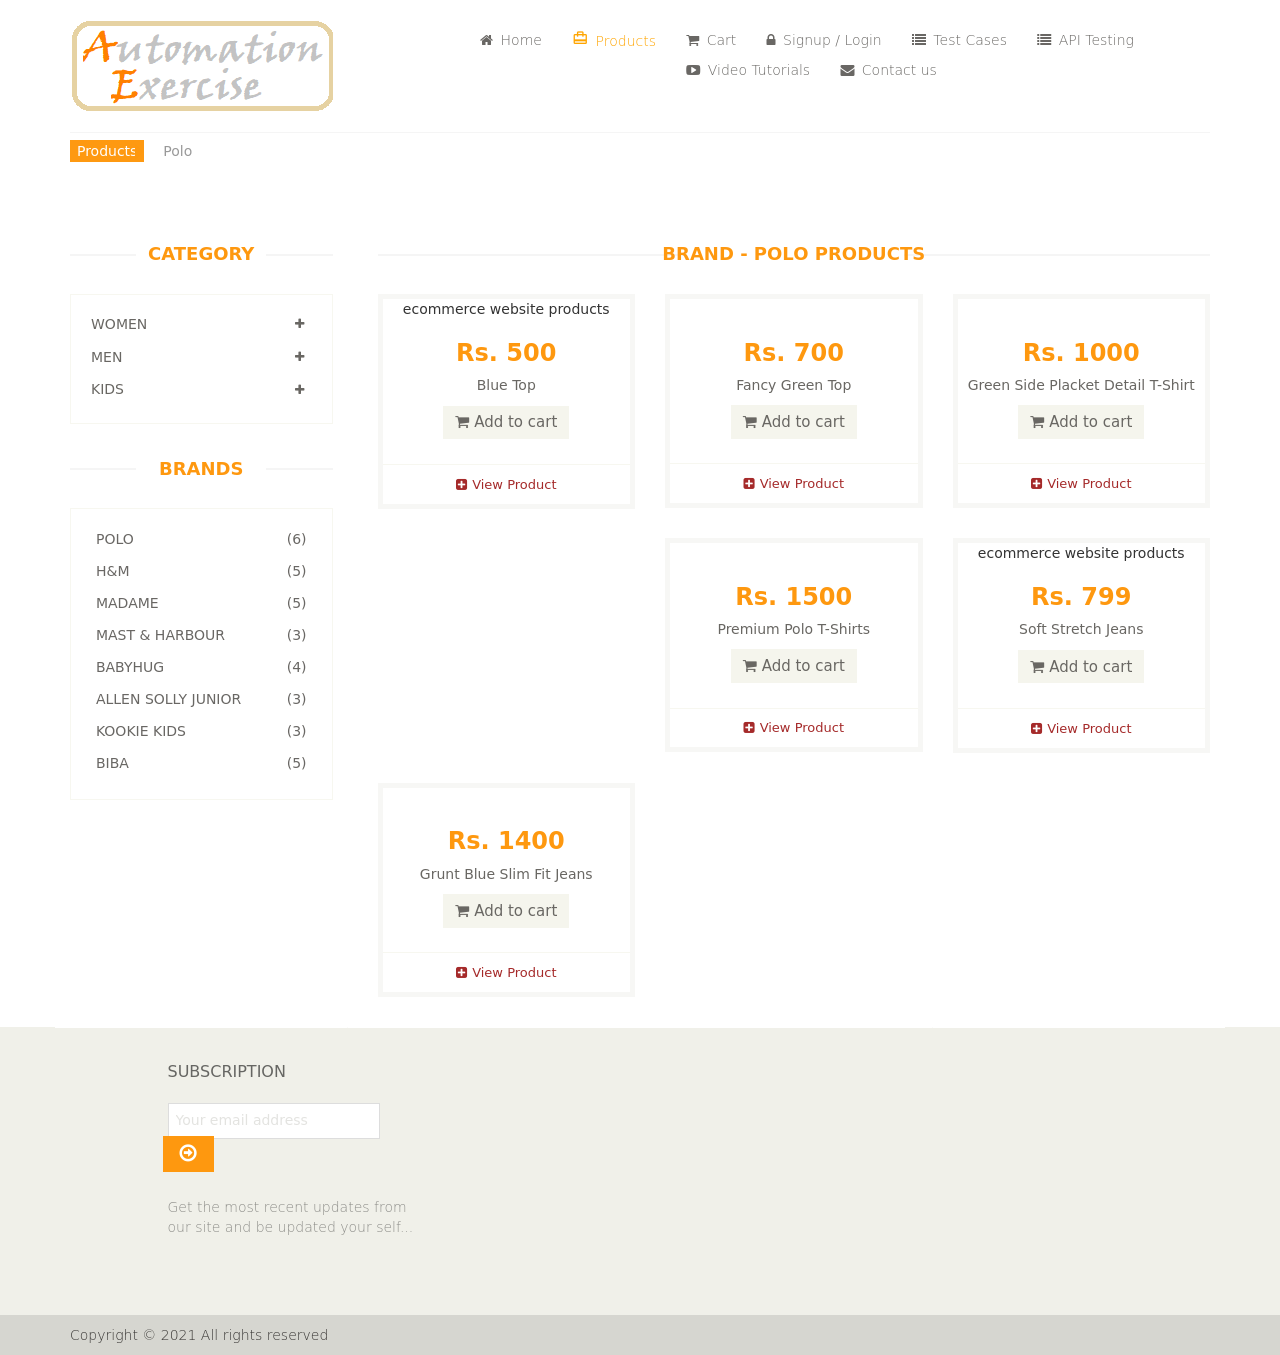 Automation
Exercise
Home
Products
Cart
Signup / Login
Test Cases
API Testing
Video Tutorials
Contact us
Products
Polo
CATEGORY
WOMEN
MEN
KIDS
BRANDS
POLO (6)
H&M (5)
MADAME (5)
MAST & HARBOUR (3)
BABYHUG (4)
ALLEN SOLLY JUNIOR (3)
KOOKIE KIDS (3)
BIBA (5)
BRAND - POLO PRODUCTS
ecommerce website products
Rs. 500
Blue Top
Add to cart
View Product
Rs. 700
Fancy Green Top
Add to cart
View Product
Rs. 1000
Green Side Placket Detail T-Shirt
Add to cart
View Product
Rs. 1500
Premium Polo T-Shirts
Add to cart
View Product
ecommerce website products
Rs. 799
Soft Stretch Jeans
Add to cart
View Product
Rs. 1400
Grunt Blue Slim Fit Jeans
Add to cart
View Product
SUBSCRIPTION
Your email address
Get the most recent updates from
our site and be updated your self...
Copyright © 2021 All rights reserved